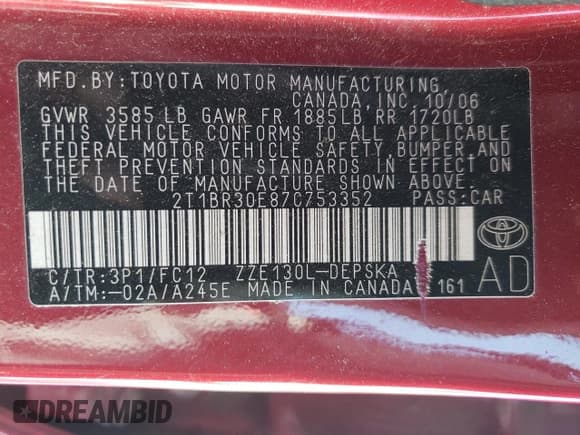 MFD.BY:TOYOTA MOTOR MANUFACTURING,
CANADA, INC. 10/06
GVWR 3585 LB GAWR FR 1885LB RR 1720LB
THIS VEHICLE CONFORMS TO ALL APPLICABLE
FEDERAL MOTOR VEHICLE SAFETY, BUMPER, AND
THEFT PREVENTION STANDARDS IN EFFECT ON
THE DATE OF MANUFACTURE SHOWN ABOVE.
2T1BR30E87C753352 PASS.CAR
C/TR:3P1/FC12 ZZE130L-DEPSKA
A/TM:-02A/A245E MADE IN CANADA 161
AD
DREAMBID